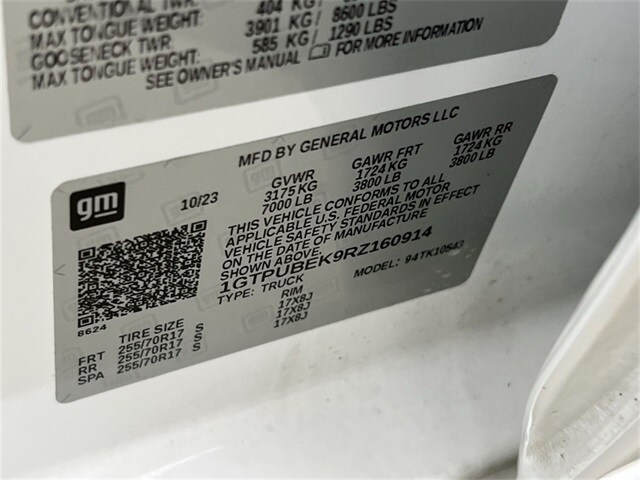 CONVENTIONAL TWR. 404 KG/
MAX TONGUE WEIGHT: 3901 KG / 8600 LBS
GOOSENECK TWR. 585 KG / 1290 LBS
MAX TONGUE WEIGHT:
SEE OWNER'S MANUAL FOR MORE INFORMATION
MFD BY GENERAL MOTORS LLC
gm
10/23
GVWR GAWR FRT GAWR RR
3175 KG 1724 KG 1724 KG
7000 LB 3800 LB 3800 LB
THIS VEHICLE CONFORMS TO ALL
APPLICABLE U.S. FEDERAL MOTOR
VEHICLE SAFETY STANDARDS IN EFFECT
ON THE DATE OF MANUFACTURE
SHOWN ABOVE.
1GTPUBEK9RZ160914
TYPE: TRUCK MODEL: 94TK10543
8624
TIRE SIZE RIM
FRT 255/70R17 S 17X8J
RR 255/70R17 S 17X8J
SPA 255/70R17 S 17X8J